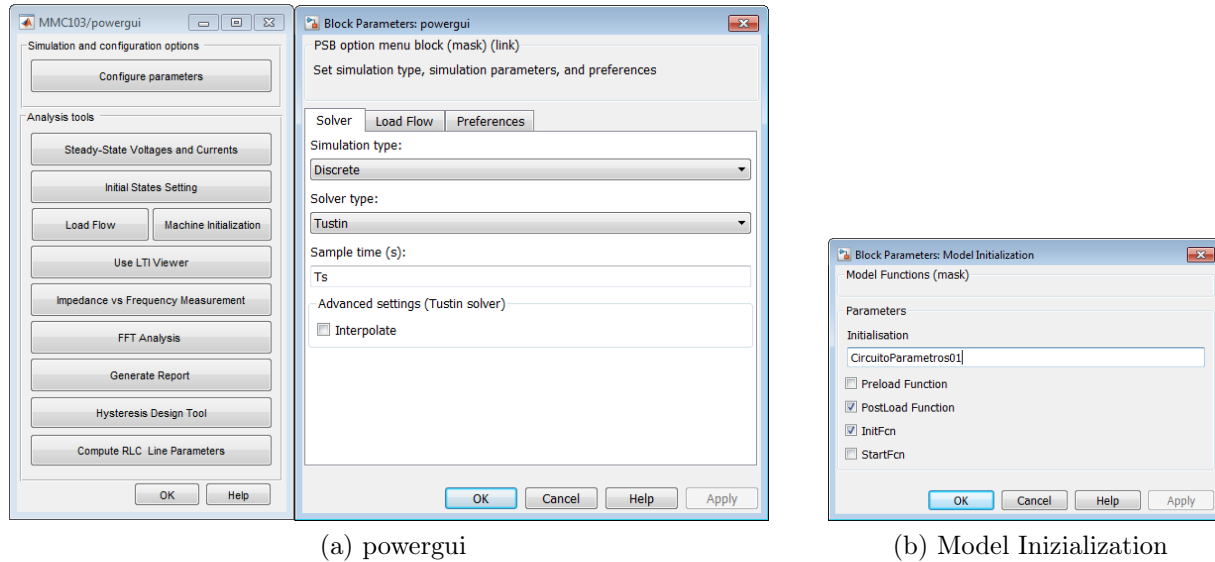 MMC103/powergui
Simulation and configuration options
Configure parameters
Analysis tools
Steady-State Voltages and Currents
Initial States Setting
Load Flow
Machine Initialization
Use LTI Viewer
Impedance vs Frequency Measurement
FFT Analysis
Generate Report
Hysteresis Design Tool
Compute RLC Line Parameters
OK
Help
Block Parameters: powergui
PSB option menu block (mask) (link)
Set simulation type, simulation parameters, and preferences
Solver
Load Flow
Preferences
Simulation type:
Discrete
Solver type:
Tustin
Sample time (s):
Ts
Advanced settings (Tustin solver)
Interpolate
OK
Cancel
Help
Apply
(a) powergui
Block Parameters: Model Initialization
Model Functions (mask)
Parameters
Initialisation
CircuitoParametros01
Preload Function
PostLoad Function
InitFcn
StartFcn
OK
Cancel
Help
Apply
(b) Model Inizialization